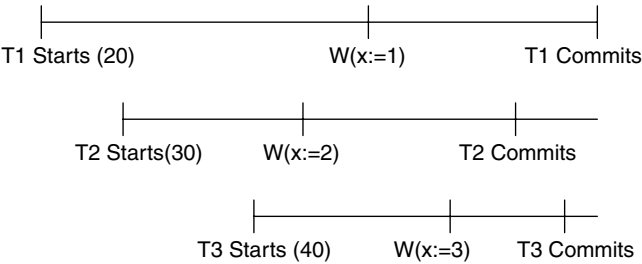 T1 Starts (20) W(x:=1) T1 Commits
T2 Starts(30) W(x:=2) T2 Commits
T3 Starts (40) W(x:=3) T3 Commits